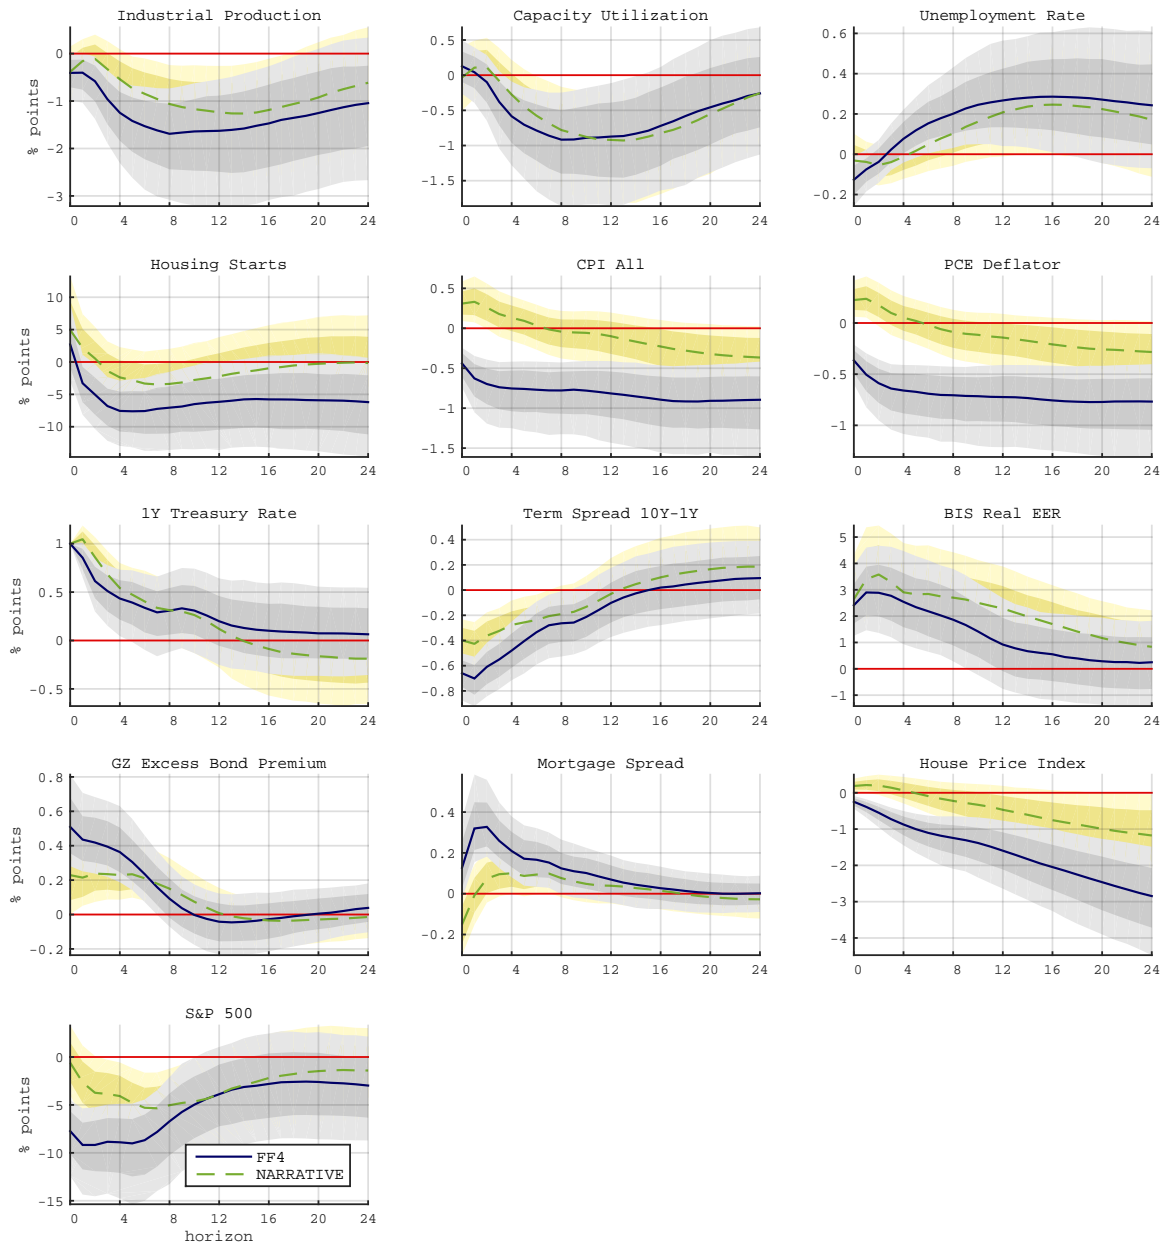 Industrial Production
Capacity Utilization
Unemployment Rate
% points
0
-1
-2
-3
0 4 8 12 16 20 24
0.5
0
-0.5
-1
-1.5
0 4 8 12 16 20 24
0.6
0.4
0.2
0
-0.2
0 4 8 12 16 20 24
Housing Starts
CPI All
PCE Deflator
% points
10
5
0
-5
-10
0 4 8 12 16 20 24
0.5
0
-0.5
-1
-1.5
0 4 8 12 16 20 24
0
-0.5
-1
0 4 8 12 16 20 24
1Y Treasury Rate
Term Spread 10Y-1Y
BIS Real EER
% points
1
0.5
0
-0.5
0 4 8 12 16 20 24
0.4
0.2
0
-0.2
-0.4
-0.6
-0.8
0 4 8 12 16 20 24
5
4
3
2
1
0
-1
0 4 8 12 16 20 24
GZ Excess Bond Premium
Mortgage Spread
House Price Index
% points
0.8
0.6
0.4
0.2
0
-0.2
0 4 8 12 16 20 24
0.4
0.2
0
-0.2
0 4 8 12 16 20 24
0
-1
-2
-3
-4
0 4 8 12 16 20 24
S&P 500
% points
0
-5
-10
-15
0 4 8 12 16 20 24
horizon
FF4
NARRATIVE